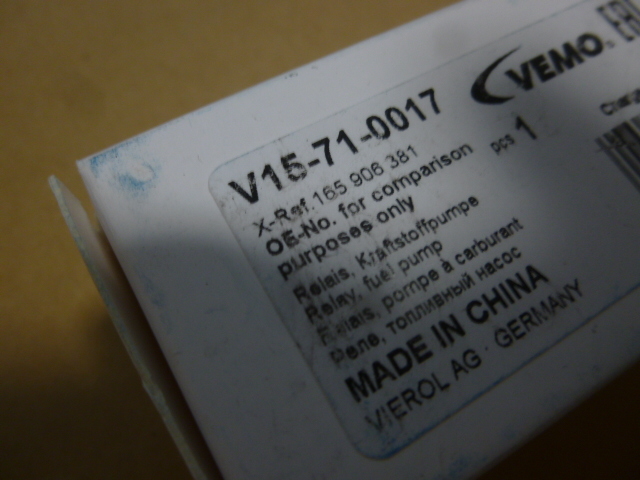 VEMO
V15-71-0017
X-Ref. 165 906 381
OE-No. for comparison
purposes only
pcs 1
Relais, Kraftstoffpumpe
Relay, fuel pump
Relais, pompe à carburant
Реле, топливный насос
MADE IN CHINA
VIEROL AG · GERMANY